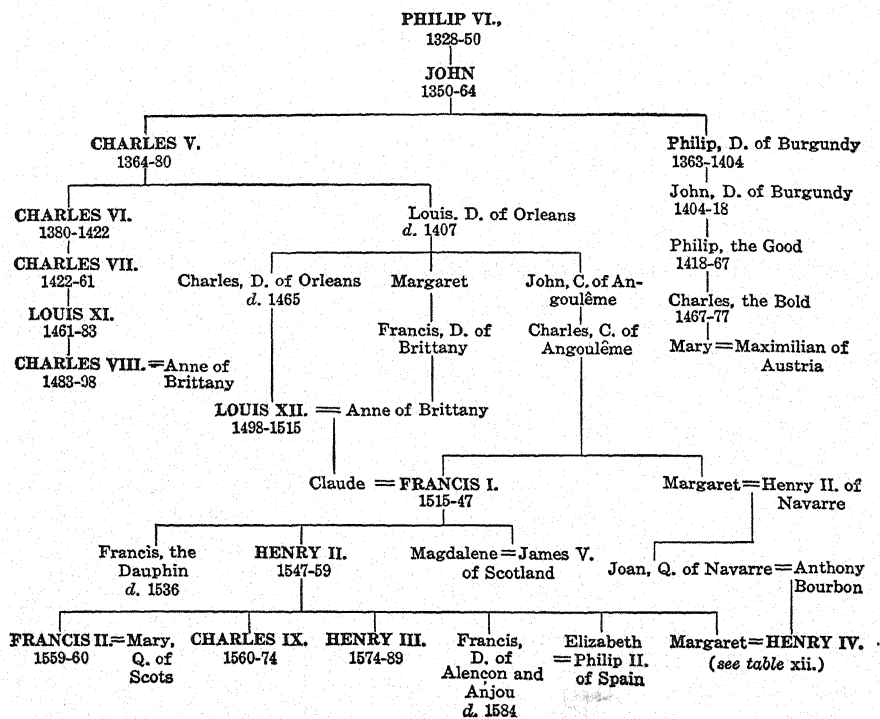 PHILIP VI.,
1328-50
JOHN
1350-64
CHARLES V.
1364-80
Philip, D. of Burgundy
1363-1404
John, D. of Burgundy
1404-18
Philip, the Good
1418-67
Charles, the Bold
1467-77
Mary = Maximilian of
Austria
CHARLES VI.
1380-1422
CHARLES VII.
1422-61
LOUIS XI.
1461-83
CHARLES VIII. = Anne of
1483-98 Brittany
Louis. D. of Orleans
d. 1407
Charles, D. of Orleans
d. 1465
Margaret
Francis, D. of
Brittany
John, C. of An-
goulême
Charles, C. of
Angoulême
LOUIS XII. = Anne of Brittany
1498-1515
Claude = FRANCIS I.
1515-47
Margaret = Henry II. of
Navarre
Francis, the
Dauphin
d. 1536
HENRY II.
1547-59
Magdalene = James V.
of Scotland
Joan, Q. of Navarre = Anthony
Bourbon
FRANCIS II. = Mary,
1559-60 Q. of
Scots
CHARLES IX.
1560-74
HENRY III.
1574-89
Francis,
D. of
Alençon and
Anjou
d. 1584
Elizabeth
= Philip II.
of Spain
Margaret = HENRY IV.
(see table xii.)